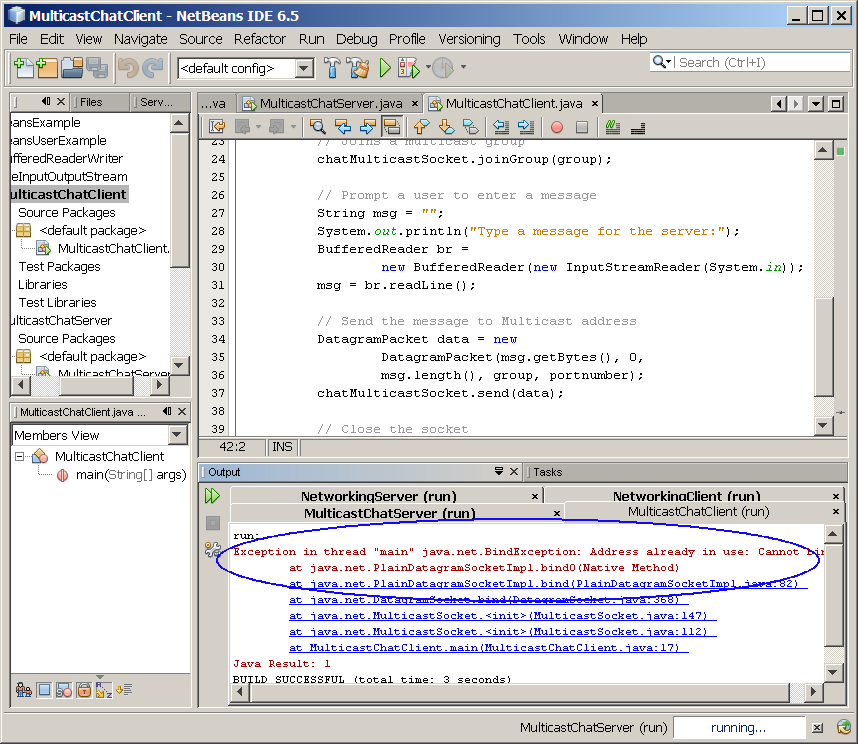 MulticastChatClient - NetBeans IDE 6.5
File Edit View Navigate Source Refactor Run Debug Profile Versioning Tools Window Help
<default config>
Search (Ctrl+I)
Files Serv...
eansExample
eansUserExample
ufferedReaderWriter
eInputOutputStream
ulticastChatClient
Source Packages
<default package>
MulticastChatClient.
Test Packages
Libraries
Test Libraries
ulticastChatServer
Source Packages
<default package>
MulticastChatServer
...va MulticastChatServer.java MulticastChatClient.java
23 // Joins a multicast group
24 chatMulticastSocket.joinGroup(group);
25
26 // Prompt a user to enter a message
27 String msg = "";
28 System.out.println("Type a message for the server:");
29 BufferedReader br =
30 new BufferedReader(new InputStreamReader(System.in));
31 msg = br.readLine();
32
33 // Send the message to Multicast address
34 DatagramPacket data = new
35 DatagramPacket(msg.getBytes(), 0,
36 msg.length(), group, portnumber);
37 chatMulticastSocket.send(data);
38
39 // Close the socket
42:2 INS
MulticastChatClient.java ...
Members View
MulticastChatClient
main(String[] args)
Output Tasks
NetworkingServer (run) NetworkingClient (run)
MulticastChatServer (run) MulticastChatClient (run)
run:
Exception in thread "main" java.net.BindException: Address already in use: Cannot bin
at java.net.PlainDatagramSocketImpl.bind0(Native Method)
at java.net.PlainDatagramSocketImpl.bind(PlainDatagramSocketImpl.java:82)
at java.net.DatagramSocket.bind(DatagramSocket.java:368)
at java.net.MulticastSocket.<init>(MulticastSocket.java:147)
at java.net.MulticastSocket.<init>(MulticastSocket.java:112)
at MulticastChatClient.main(MulticastChatClient.java:17)
Java Result: 1
BUILD SUCCESSFUL (total time: 3 seconds)
MulticastChatServer (run) running...